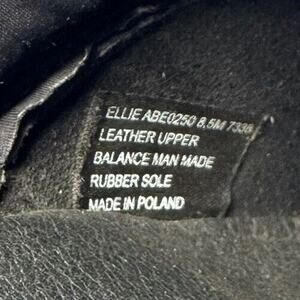 ELLIE ABE0250 8.5M 7336
LEATHER UPPER
BALANCE MAN MADE
RUBBER SOLE
MADE IN POLAND